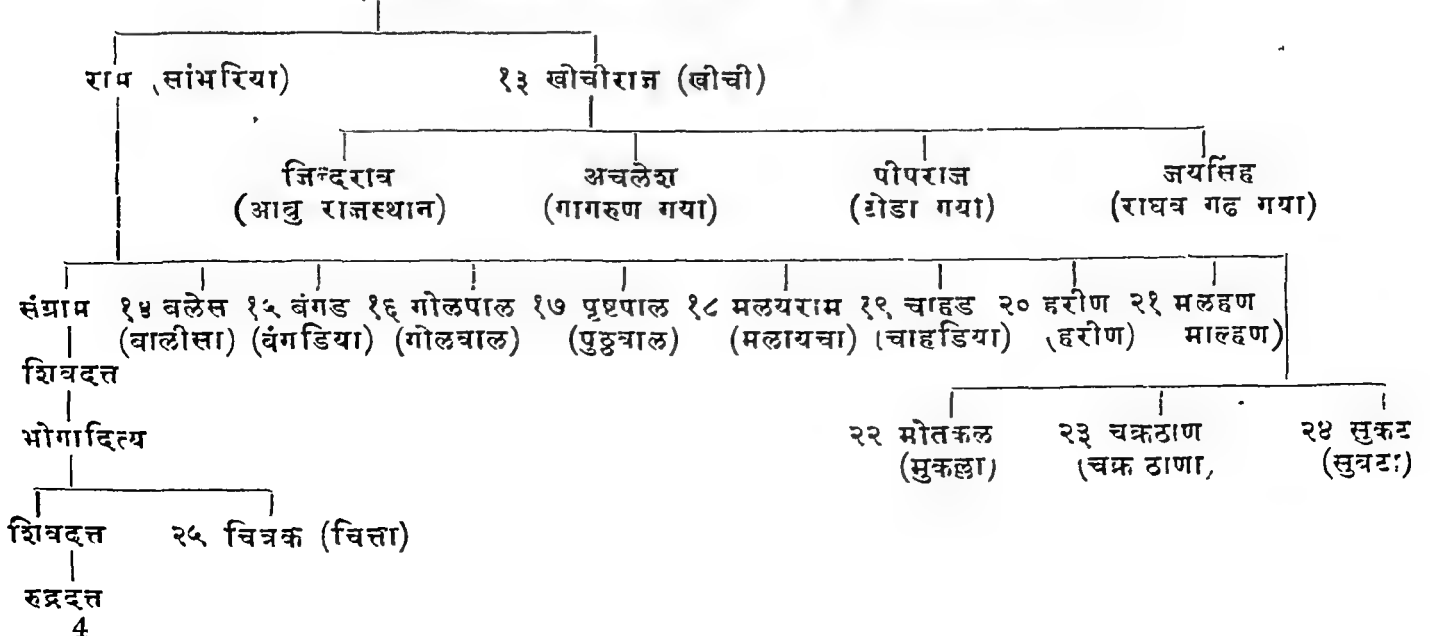 राम (सांभरिया) १३ खीचीराज (खीची)
जिन्दराव अचलेश पीपराज जयसिंह
(आबु राजस्थान) (गागरुण गया) (टोडा गया) (राघव गढ गया)
संग्राम १४ बलेस १५ बंगड १६ गोलपाल १७ पृष्टपाल १८ मलयराम १९ चाहड २० हरीण २१ मलहण
(बालीसा) (वंगडिया) (गोलवाल) (पुठ्ठवाल) (मलायचा) (चाहडिया) (हरीण) माल्हण)
शिवदत्त
भोगादित्य २२ मोतकल २३ चक्रठाण २४ सुकट
(मुकल्ला) (चक्र ठाणा) (सुवटा)
शिवदत्त २५ चित्रक (चित्ता)
रुद्रदत्त
4